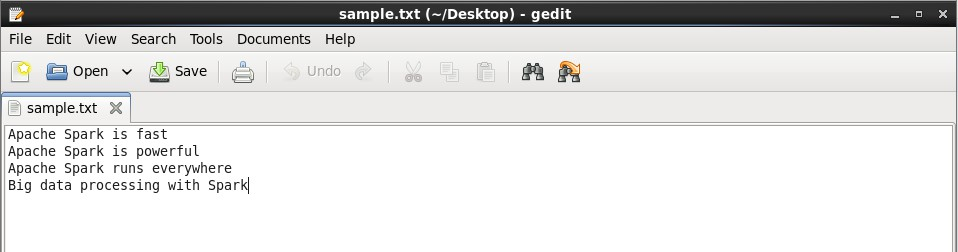 sample.txt (~/Desktop) - gedit
File Edit View Search Tools Documents Help
Open Save Undo
sample.txt
Apache Spark is fast
Apache Spark is powerful
Apache Spark runs everywhere
Big data processing with Spark